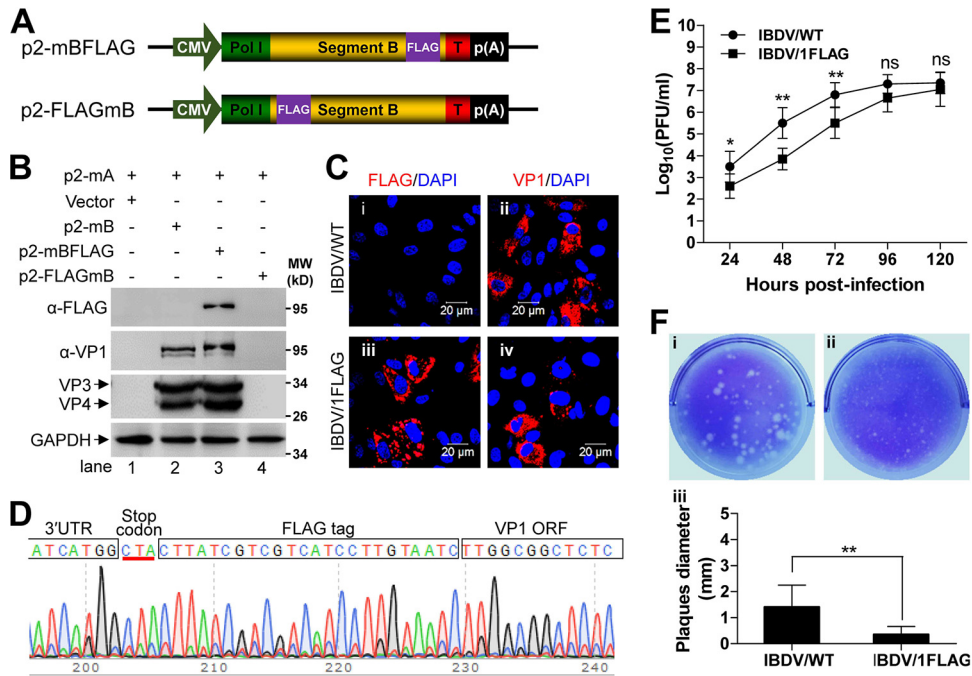 A
p2-mBFLAG
CMV Pol I Segment B FLAG T p(A)
p2-FLAGmB
CMV Pol I FLAG Segment B T p(A)
B
p2-mA + + + +
Vector + - - -
p2-mB - + - -
p2-mBFLAG - - + -
p2-FLAGmB - - - +
MW
(kD)
α-FLAG
95
α-VP1
95
VP3
34
VP4
26
GAPDH
34
lane 1 2 3 4
C
FLAG/DAPI VP1/DAPI
IBDV/WT
i
20 µm
ii
20 µm
IBDV/1FLAG
iii
20 µm
iv
20 µm
D
3'UTR Stop codon FLAG tag VP1 ORF
ATCATGG CTA CTTATCGTCGTCATCCTTGTAATC TTGGCGGCTCTC
200 210 220 230 240
E
IBDV/WT
IBDV/1FLAG
Log10(PFU/ml)
10
9
8
7
6
5
4
3
2
1
0
* ** ** ns ns
24 48 72 96 120
Hours post-infection
F
i
ii
iii
Plaques diameter
(mm)
5
4
3
2
1
0
**
IBDV/WT IBDV/1FLAG